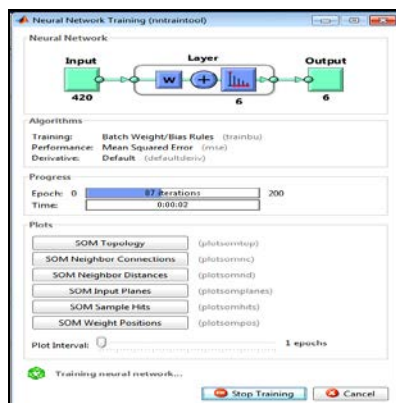 Neural Network Training (nntraintool)
Neural Network
Layer
Input
Output
W
420
6
6
Algorithms
Training: Batch Weight/Bias Rules (trainbu)
Performance: Mean Squared Error (mse)
Derivative: Default (defaultderiv)
Progress
Epoch: 0 87 iterations 200
Time: 0:00:02
Plots
SOM Topology (plotsomtop)
SOM Neighbor Connections (plotsomnc)
SOM Neighbor Distances (plotsomnd)
SOM Input Planes (plotsomplanes)
SOM Sample Hits (plotsomhits)
SOM Weight Positions (plotsompos)
Plot Interval: 1 epochs
Training neural network...
Stop Training Cancel